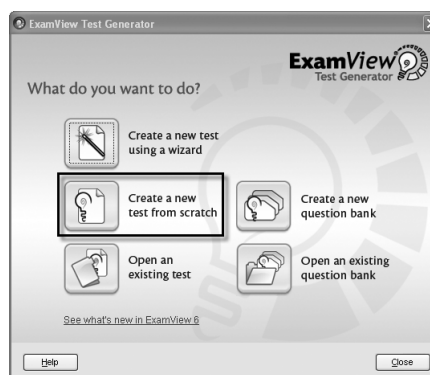 ExamView Test Generator
ExamView
Test Generator
What do you want to do?
Create a new test
using a wizard
Create a new
test from scratch
Create a new
question bank
Open an
existing test
Open an existing
question bank
See what's new in ExamView 6
Help
Close